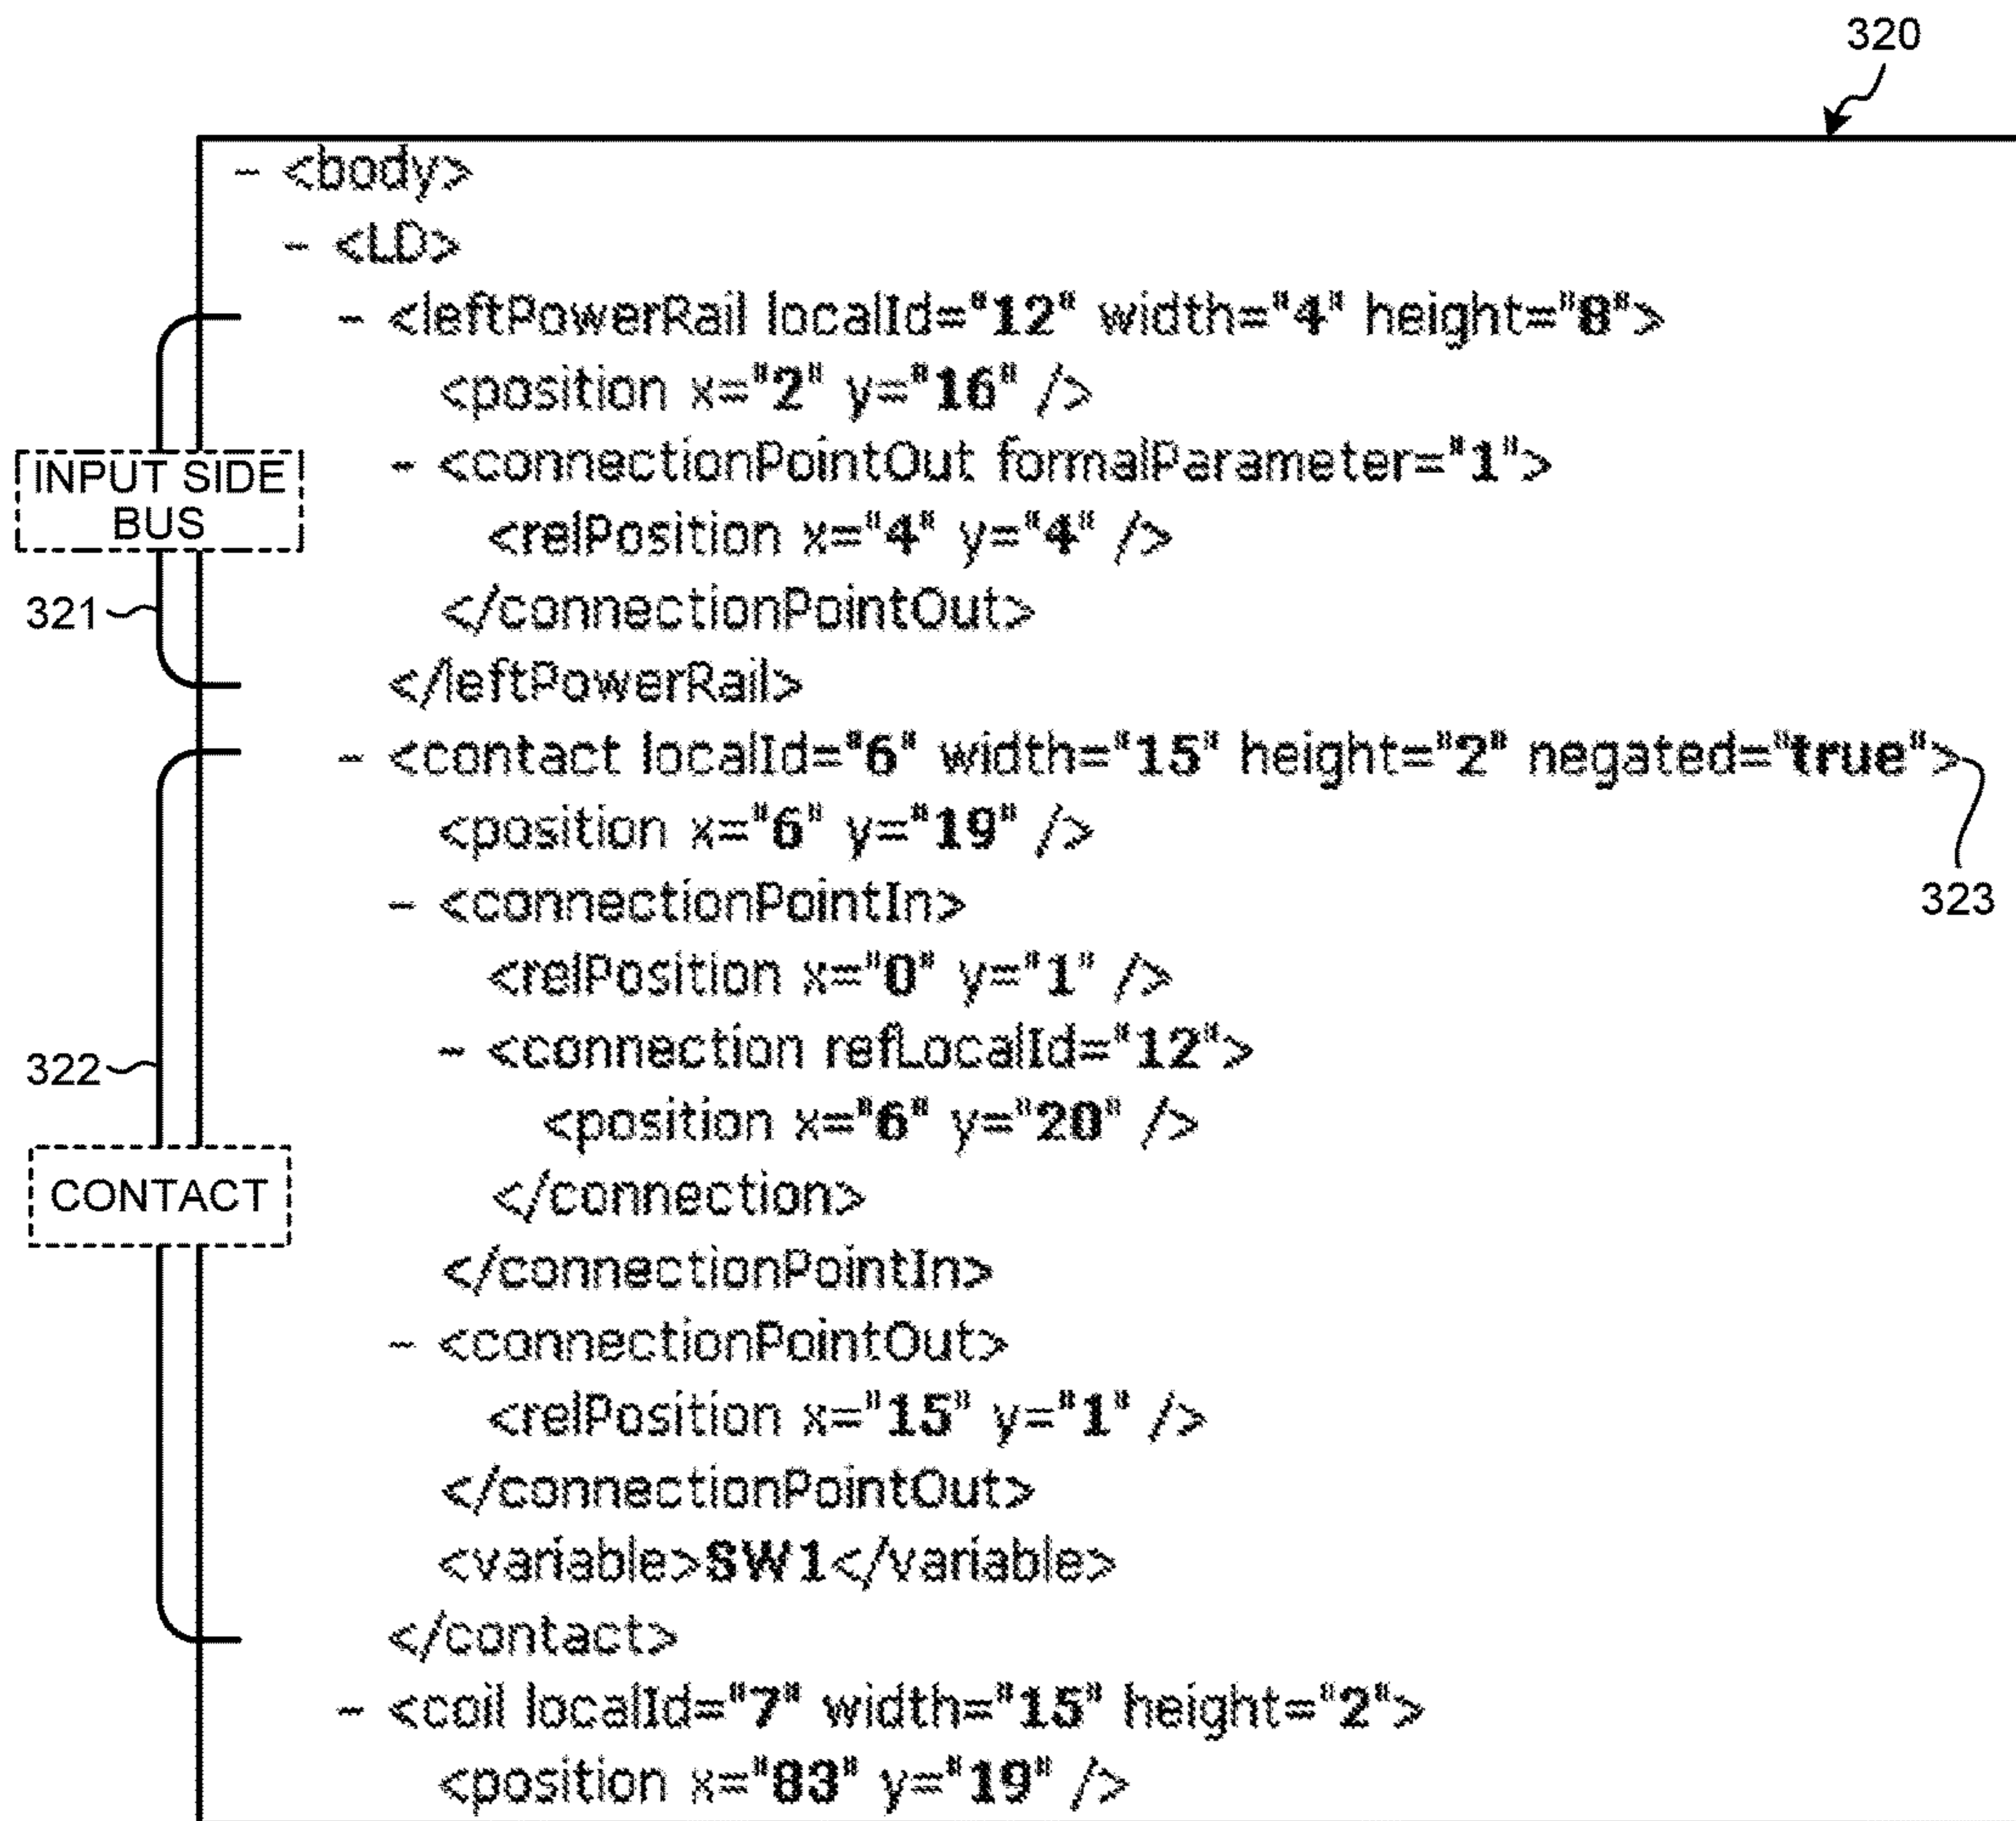 320
- <body>
- <LD>
- <leftPowerRail localId="12" width="4" height="8">
<position x="2" y="16" />
- <connectionPointOut formalParameter="1">
INPUT SIDE
BUS
<relPosition x="4" y="4" />
</connectionPointOut>
321
</leftPowerRail>
- <contact localId="6" width="15" height="2" negated="true">
323
<position x="6" y="19" />
- <connectionPointIn>
<relPosition x="0" y="1" />
- <connection refLocalId="12">
322
<position x="6" y="20" />
</connection>
CONTACT
</connectionPointIn>
- <connectionPointOut>
<relPosition x="15" y="1" />
</connectionPointOut>
<variable>SW1</variable>
</contact>
- <coil localId="7" width="15" height="2">
<position x="83" y="19" />